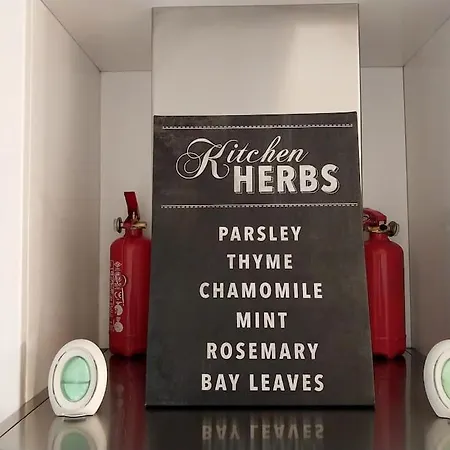 Kitchen
HERBS
PARSLEY
THYME
CHAMOMILE
MINT
ROSEMARY
BAY LEAVES